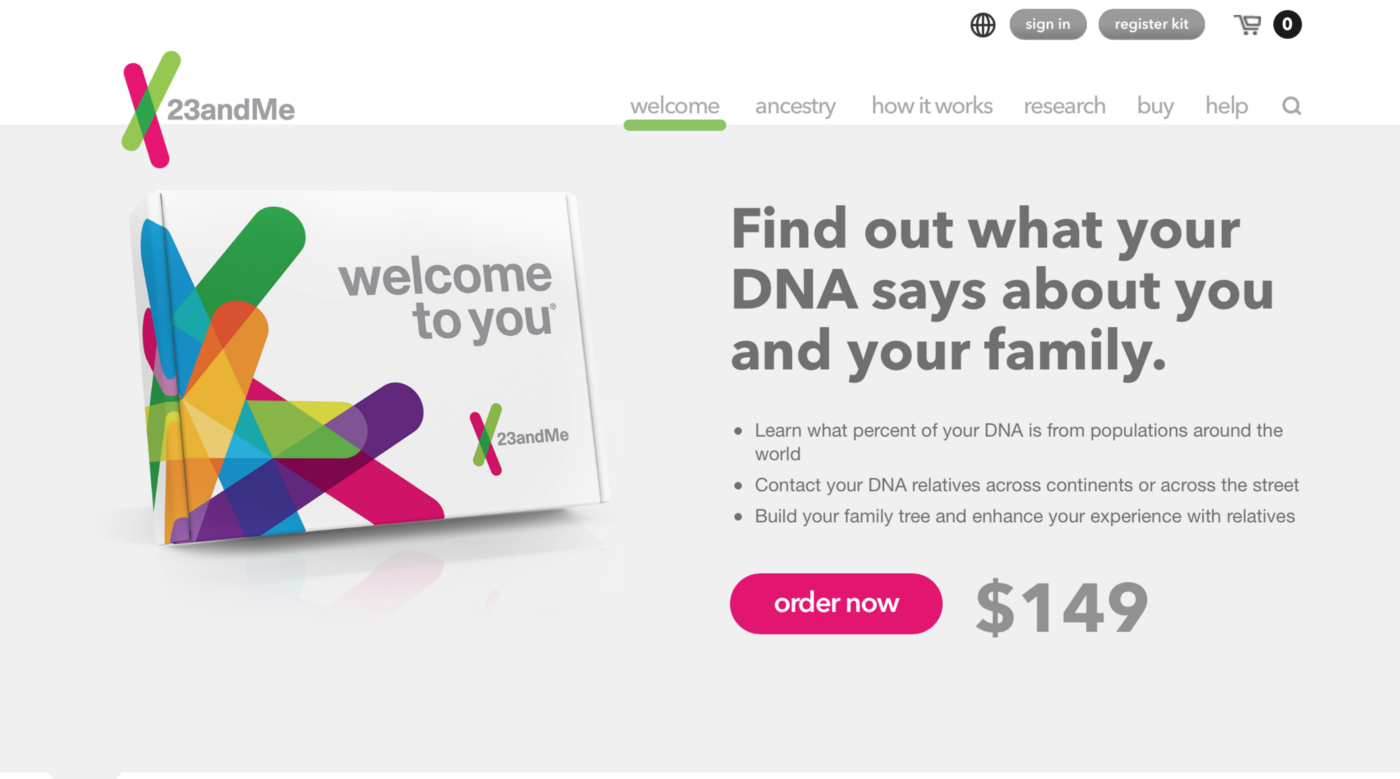 sign in
register kit
0
23andMe
welcome
ancestry
how it works
research
buy
help
welcome
to you®
23andMe
Find out what your
DNA says about you
and your family.
• Learn what percent of your DNA is from populations around the
world
• Contact your DNA relatives across continents or across the street
• Build your family tree and enhance your experience with relatives
order now
$149